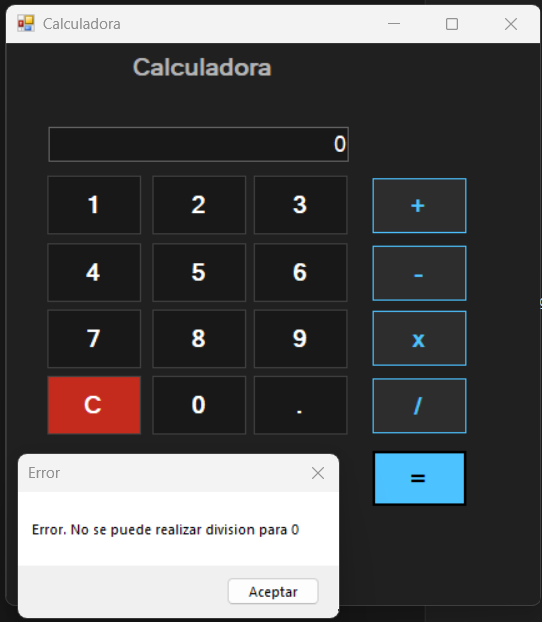 Calculadora
Calculadora
0
1 2 3 +
4 5 6 -
7 8 9 x
C 0 . /
=
Error
Error. No se puede realizar division para 0
Aceptar